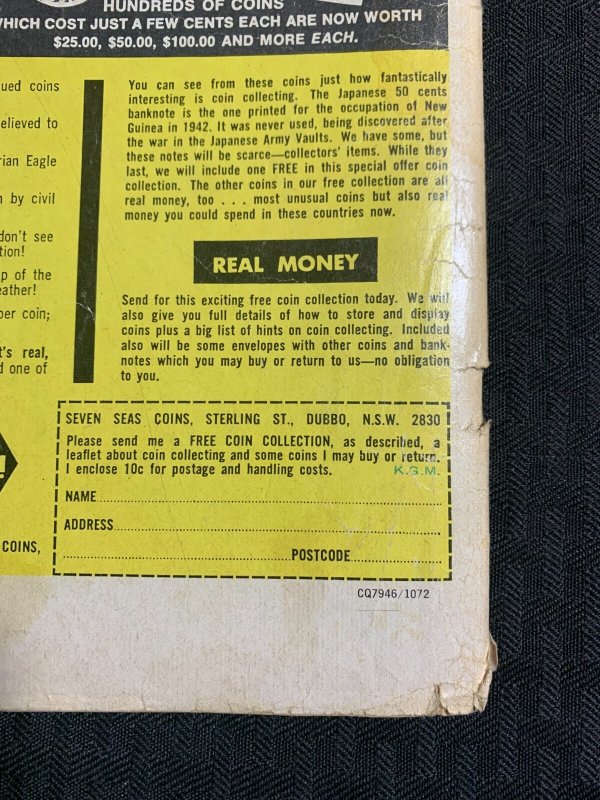 HUNDREDS OF COINS
WHICH COST JUST A FEW CENTS EACH ARE NOW WORTH
$25.00, $50.00, $100.00 AND MORE EACH.
ued coins
elieved to
rian Eagle
by civil
don't see
tion!
p of the
eather!
per coin;
t's real,
d one of
!
COINS,
You can see from these coins just how fantastically
interesting is coin collecting. The Japanese 50 cents
banknote is the one printed for the occupation of New
Guinea in 1942. It was never used, being discovered after
the war in the Japanese Army Vaults. We have some, but
these notes will be scarce—collectors' items. While they
last, we will include one FREE in this special offer coin
collection. The other coins in our free collection are all
real money, too . . . most unusual coins but also real
money you could spend in these countries now.
REAL MONEY
Send for this exciting free coin collection today. We will
also give you full details of how to store and display
coins plus a big list of hints on coin collecting. Included
also will be some envelopes with other coins and bank-
notes which you may buy or return to us—no obligation
to you.
SEVEN SEAS COINS, STERLING ST., DUBBO, N.S.W. 2830
Please send me a FREE COIN COLLECTION, as described, a
leaflet about coin collecting and some coins I may buy or return.
I enclose 10c for postage and handling costs. K.G.M.
NAME
ADDRESS
POSTCODE
CQ7946/1072